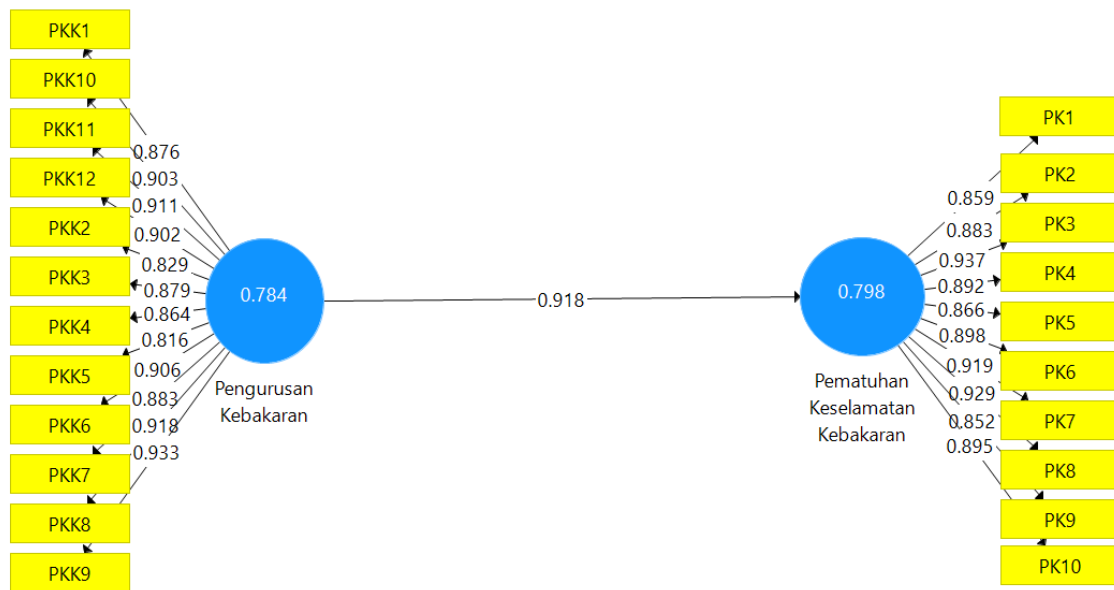 PKK1
PKK10
PKK11
PKK12
PKK2
PKK3
PKK4
PKK5
PKK6
PKK7
PKK8
PKK9
0.876
0.903
0.911
0.902
0.829
0.879
0.864
0.816
0.906
0.883
0.918
0.933
0.784
Pengurusan
Kebakaran
0.918
0.798
Pematuhan
Keselamatan
Kebakaran
0.859
0.883
0.937
0.892
0.866
0.898
0.919
0.929
0.852
0.895
PK1
PK2
PK3
PK4
PK5
PK6
PK7
PK8
PK9
PK10